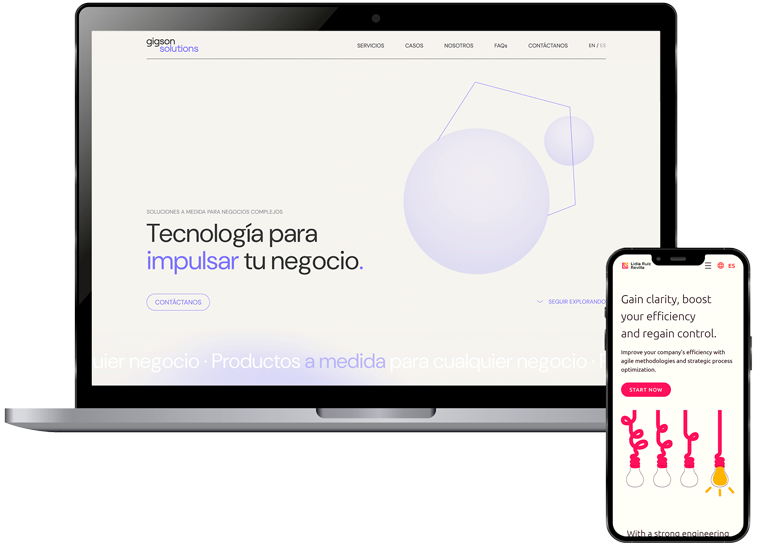 gigson
solutions
SERVICIOS CASOS NOSOTROS FAQs CONTÁCTANOS EN / ES
SOLUCIONES A MEDIDA PARA NEGOCIOS COMPLEJOS
Tecnología para
impulsar tu negocio.
CONTÁCTANOS
SEGUIR EXPLORANDO
uier negocio · Productos a medida para cualquier negocio ·
Lidia Ruiz
Revilla
ES
Gain clarity, boost
your efficiency
and regain control.
Improve your company's efficiency with
agile methodologies and strategic process
optimization.
START NOW
With a strong engineering